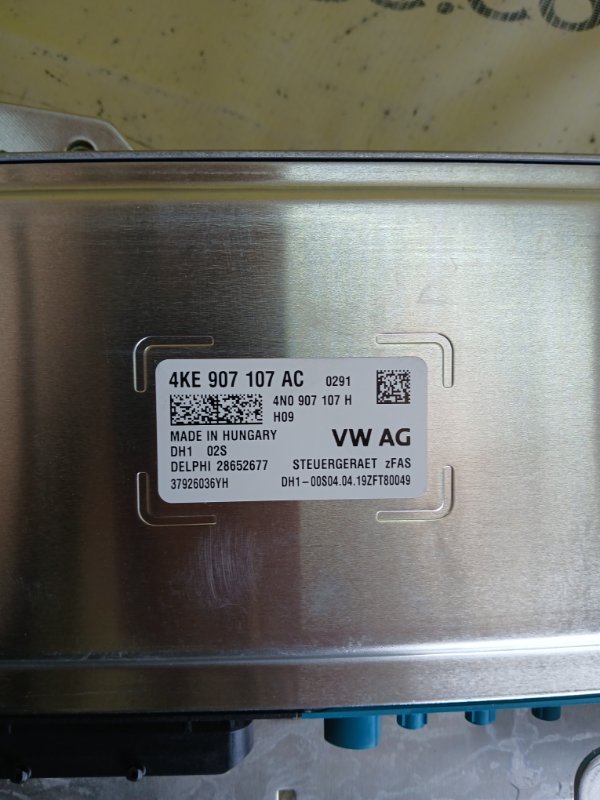 4KE 907 107 AC 0291
4N0 907 107 H
H09
MADE IN HUNGARY
VW AG
DH1 02S
DELPHI 28652677 STEUERGERAET zFAS
37926036YH DH1-00S04.04.19ZFT80049